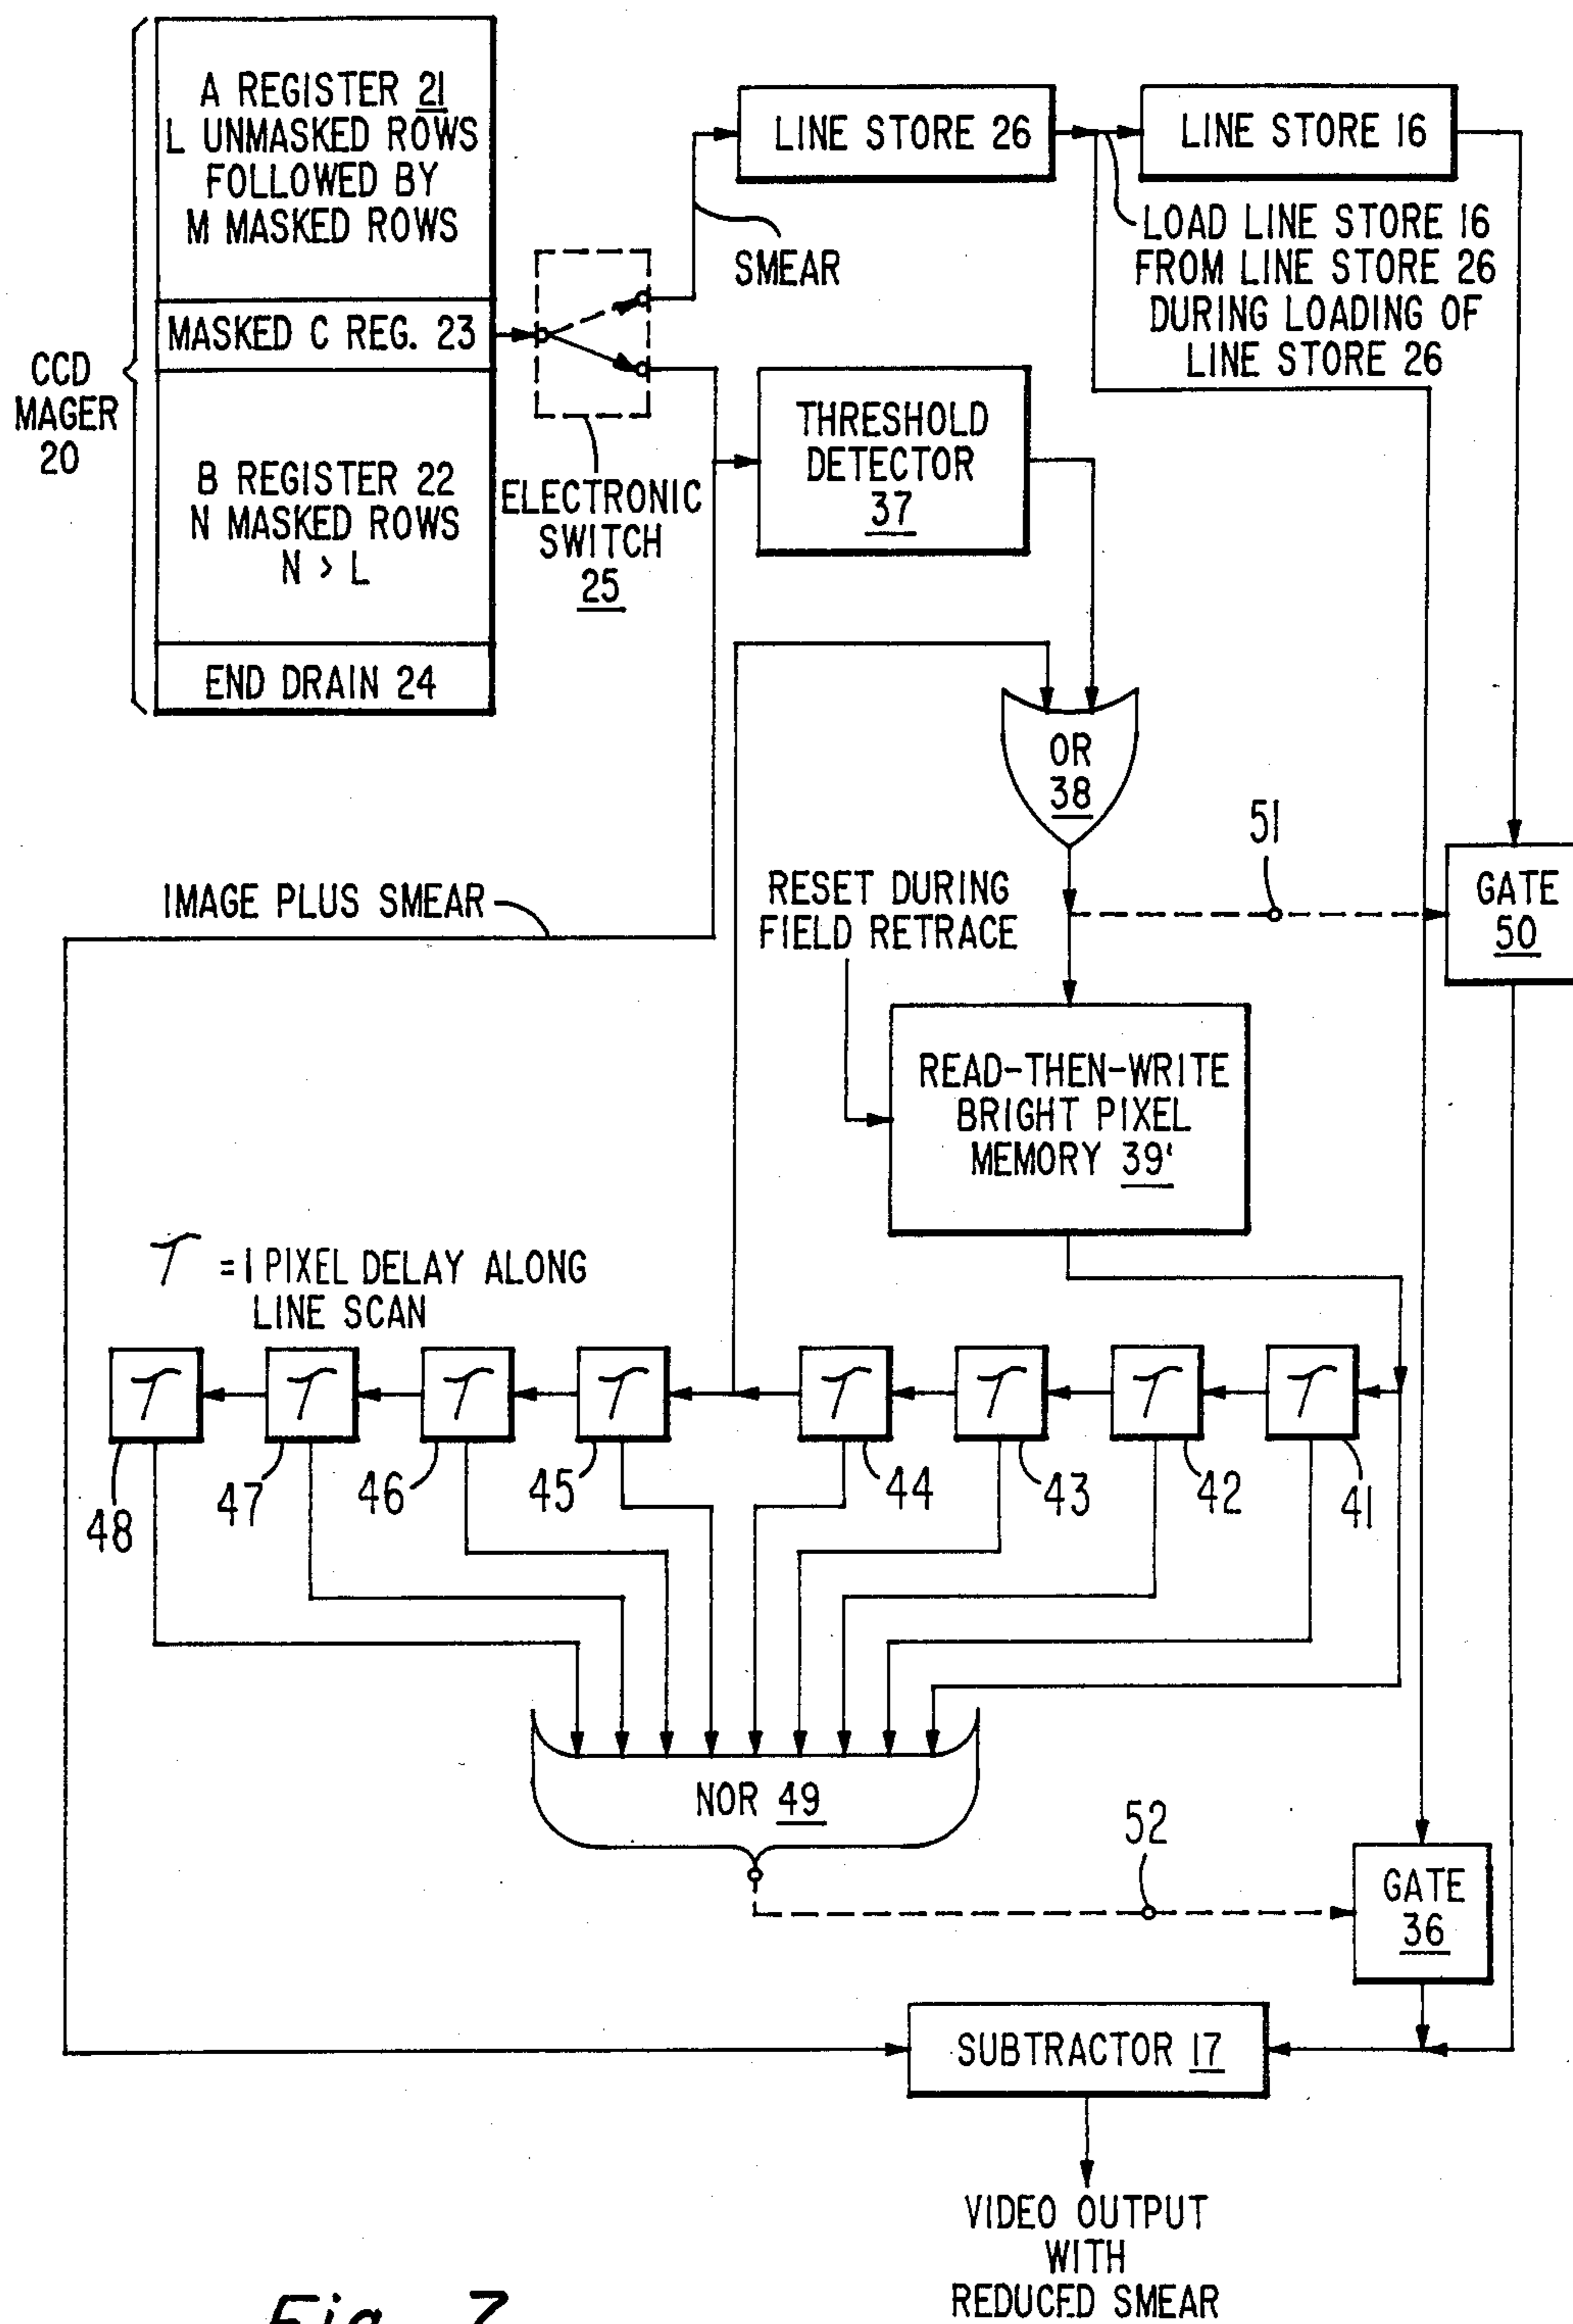 A REGISTER 21
L UNMASKED ROWS
FOLLOWED BY
M MASKED ROWS
MASKED C REG. 23
CCD
MAGER
20
B REGISTER 22
N MASKED ROWS
N > L
END DRAIN 24
ELECTRONIC
SWITCH
25
SMEAR
LINE STORE 26
LINE STORE 16
LOAD LINE STORE 16
FROM LINE STORE 26
DURING LOADING OF
LINE STORE 26
THRESHOLD
DETECTOR
37
OR
38
51
GATE
50
IMAGE PLUS SMEAR
RESET DURING
FIELD RETRACE
READ-THEN-WRITE
BRIGHT PIXEL
MEMORY 39'
T = 1 PIXEL DELAY ALONG
LINE SCAN
T T T T T T T T
48 47 46 45 44 43 42 41
NOR 49
52
GATE
36
SUBTRACTOR 17
VIDEO OUTPUT
WITH
REDUCED SMEAR
Fig. 7